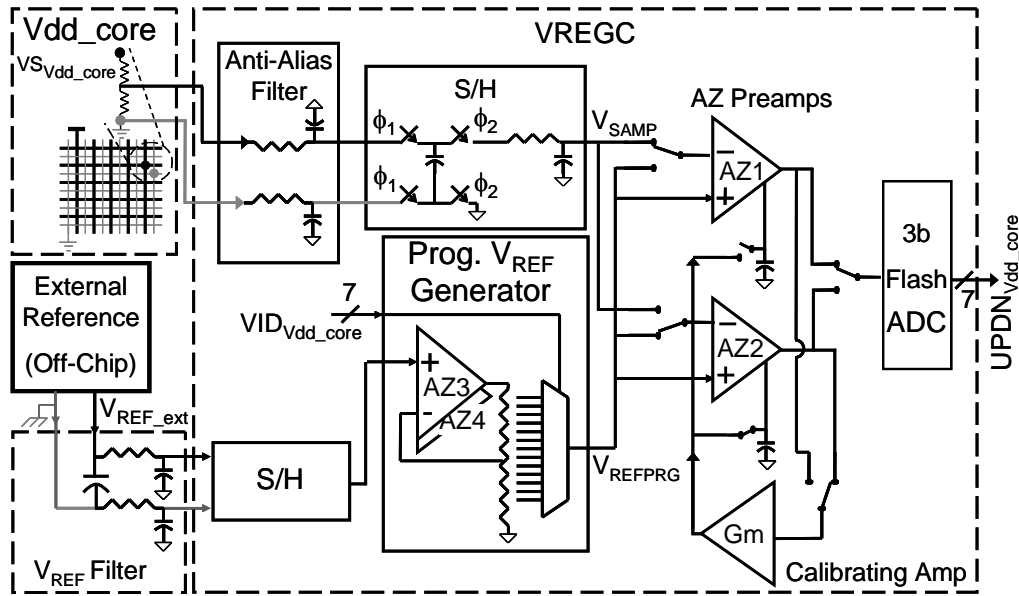 Vdd_core
VS_Vdd_core
VREGC
Anti-Alias
Filter
S/H
ϕ1
ϕ2
ϕ1
ϕ2
V_SAMP
AZ Preamps
−
AZ1
+
3b
Flash
ADC
7
UPDN_Vdd_core
External
Reference
(Off-Chip)
V_REF_ext
7
VID_Vdd_core
Prog. V_REF
Generator
+
AZ3
-
AZ4
−
AZ2
+
S/H
V_REFPRG
Gm
V_REF Filter
Calibrating Amp